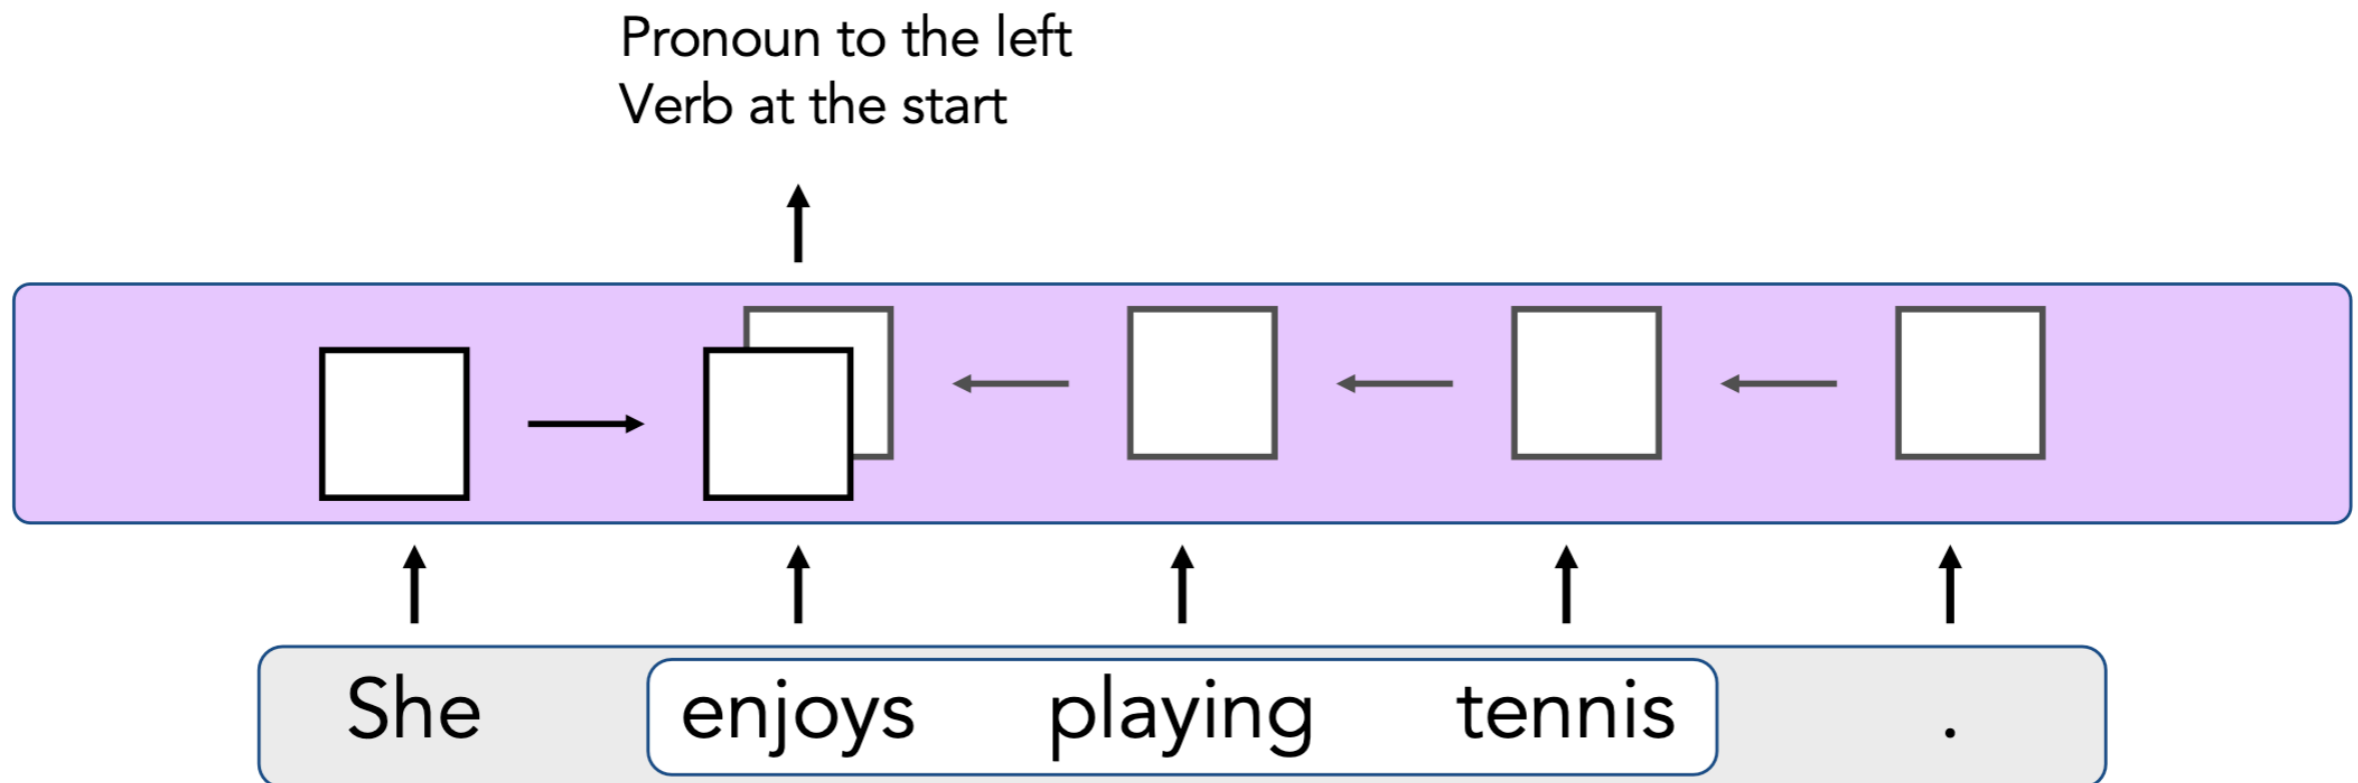 Pronoun to the left
Verb at the start
She enjoys playing tennis .